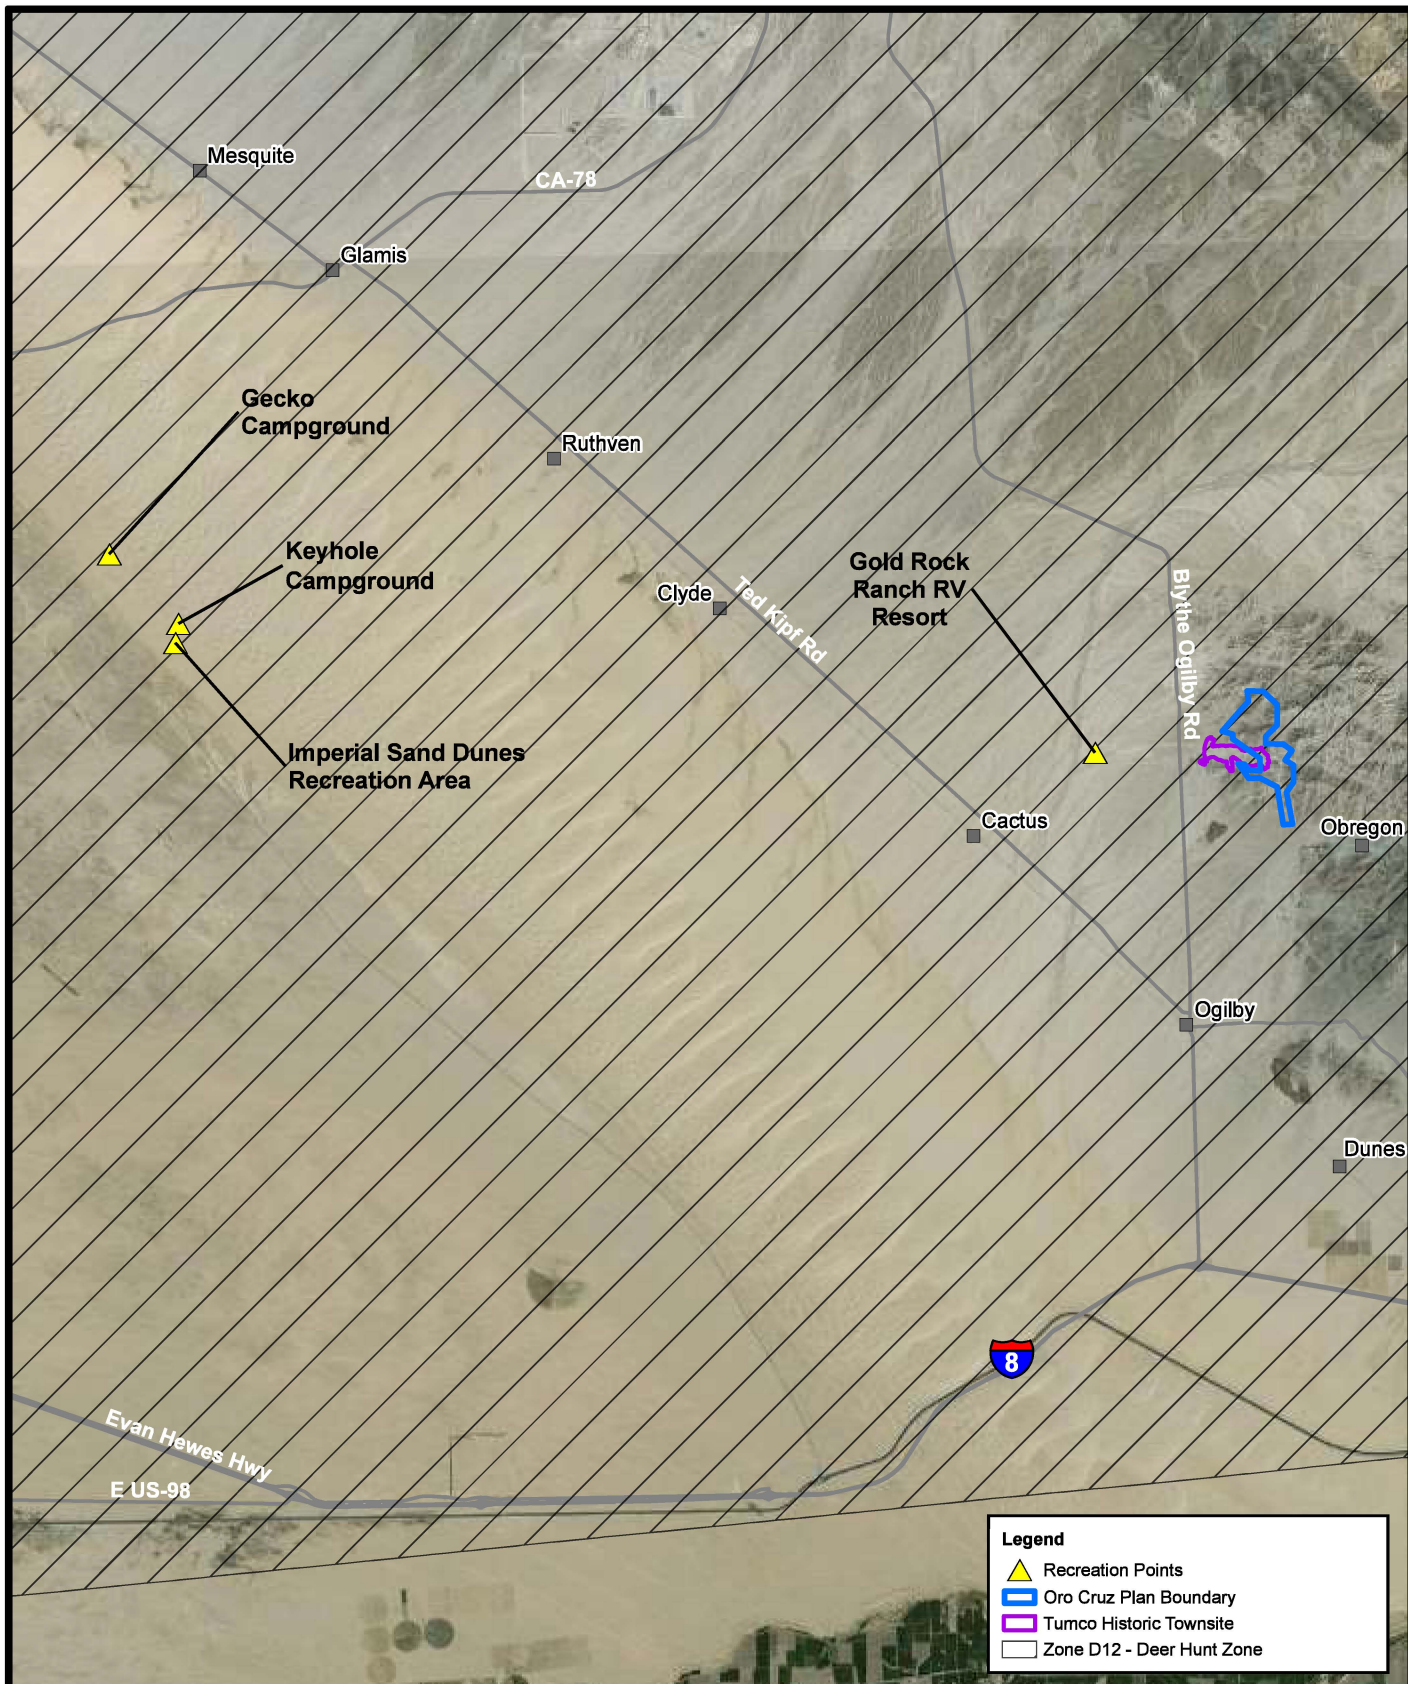 Mesquite
CA-78
Glamis
Gecko
Campground
Ruthven
Keyhole
Campground
Gold Rock
Ranch RV
Resort
Clyde
Ted Kipf Rd
Blythe Ogilby Rd
Imperial Sand Dunes
Recreation Area
Cactus
Obregon
Ogilby
Dunes
8
Evan Hewes Hwy
E US-98
Legend
Recreation Points
Oro Cruz Plan Boundary
Tumco Historic Townsite
Zone D12 - Deer Hunt Zone